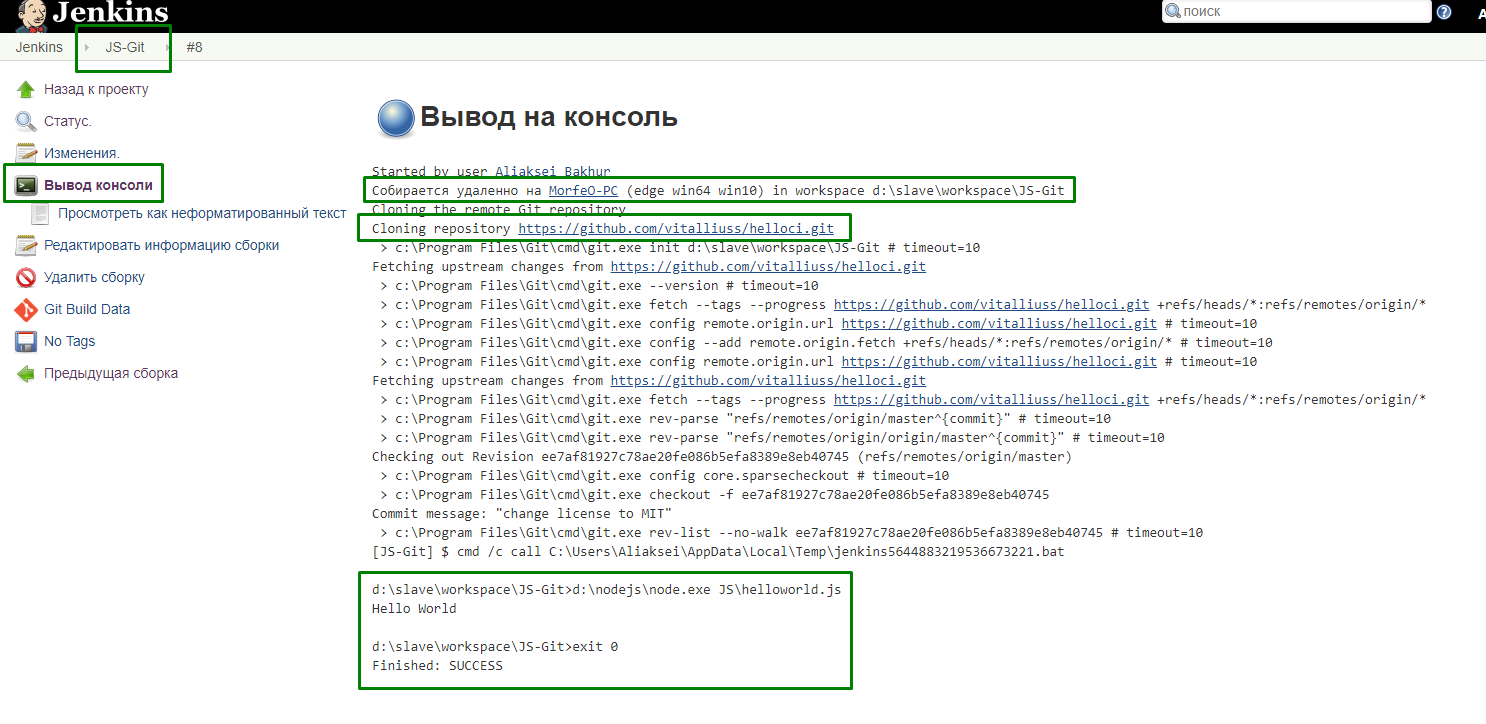 Jenkins
поиск
Jenkins JS-Git #8
Назад к проекту
Статус.
Изменения.
Вывод консоли
Просмотреть как неформатированный текст
Редактировать информацию сборки
Удалить сборку
Git Build Data
No Tags
Предыдущая сборка
Вывод на консоль
Started by user Aliaksei Bakhur
Собирается удаленно на MorfeO-PC (edge win64 win10) in workspace d:\slave\workspace\JS-Git
Cloning the remote Git repository
Cloning repository https://github.com/vitalliuss/helloci.git
> c:\Program Files\Git\cmd\git.exe init d:\slave\workspace\JS-Git # timeout=10
Fetching upstream changes from https://github.com/vitalliuss/helloci.git
> c:\Program Files\Git\cmd\git.exe --version # timeout=10
> c:\Program Files\Git\cmd\git.exe fetch --tags --progress https://github.com/vitalliuss/helloci.git +refs/heads/*:refs/remotes/origin/*
> c:\Program Files\Git\cmd\git.exe config remote.origin.url https://github.com/vitalliuss/helloci.git # timeout=10
> c:\Program Files\Git\cmd\git.exe config --add remote.origin.fetch +refs/heads/*:refs/remotes/origin/* # timeout=10
> c:\Program Files\Git\cmd\git.exe config remote.origin.url https://github.com/vitalliuss/helloci.git # timeout=10
Fetching upstream changes from https://github.com/vitalliuss/helloci.git
> c:\Program Files\Git\cmd\git.exe fetch --tags --progress https://github.com/vitalliuss/helloci.git +refs/heads/*:refs/remotes/origin/*
> c:\Program Files\Git\cmd\git.exe rev-parse "refs/remotes/origin/master^{commit}" # timeout=10
> c:\Program Files\Git\cmd\git.exe rev-parse "refs/remotes/origin/origin/master^{commit}" # timeout=10
Checking out Revision ee7af81927c78ae20fe086b5efa8389e8eb40745 (refs/remotes/origin/master)
> c:\Program Files\Git\cmd\git.exe config core.sparsecheckout # timeout=10
> c:\Program Files\Git\cmd\git.exe checkout -f ee7af81927c78ae20fe086b5efa8389e8eb40745
Commit message: "change license to MIT"
> c:\Program Files\Git\cmd\git.exe rev-list --no-walk ee7af81927c78ae20fe086b5efa8389e8eb40745 # timeout=10
[JS-Git] $ cmd /c call C:\Users\Aliaksei\AppData\Local\Temp\jenkins5644883219536673221.bat
d:\slave\workspace\JS-Git>d:\nodejs\node.exe JS\helloworld.js
Hello World
d:\slave\workspace\JS-Git>exit 0
Finished: SUCCESS